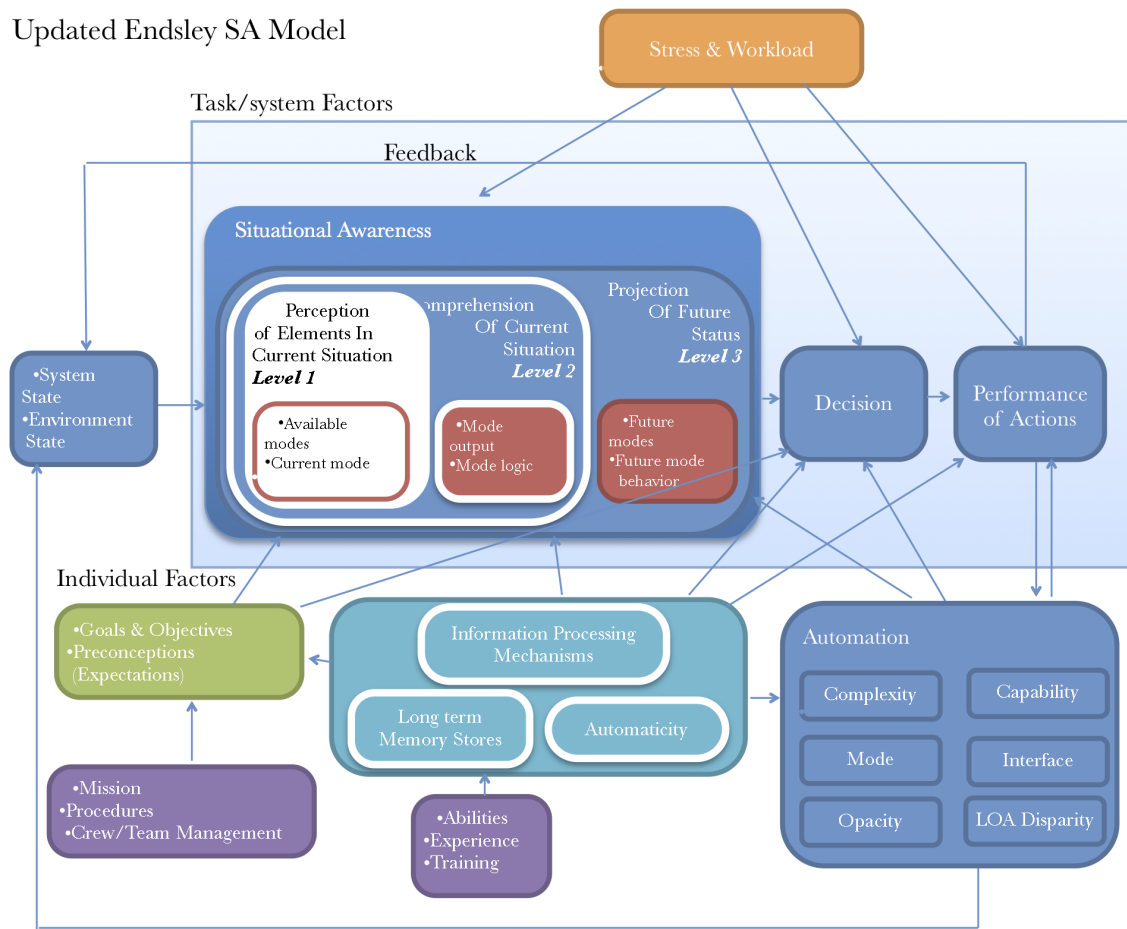 Updated Endsley SA Model
Stress & Workload
Task/system Factors
Feedback
Situational Awareness
Perception
of Elements In
Current Situation
Level 1
•Available
modes
•Current mode
omprehension
Of Current
Situation
Level 2
•Mode
output
•Mode logic
Projection
Of Future
Status
Level 3
•Future
modes
•Future mode
behavior
•System
State
•Environment
State
Decision
Performance
of Actions
Individual Factors
•Goals & Objectives
•Preconceptions
(Expectations)
Information Processing
Mechanisms
Long term
Memory Stores
Automaticity
Automation
Complexity
Capability
Mode
Interface
Opacity
LOA Disparity
•Mission
•Procedures
•Crew/Team Management
•Abilities
•Experience
•Training